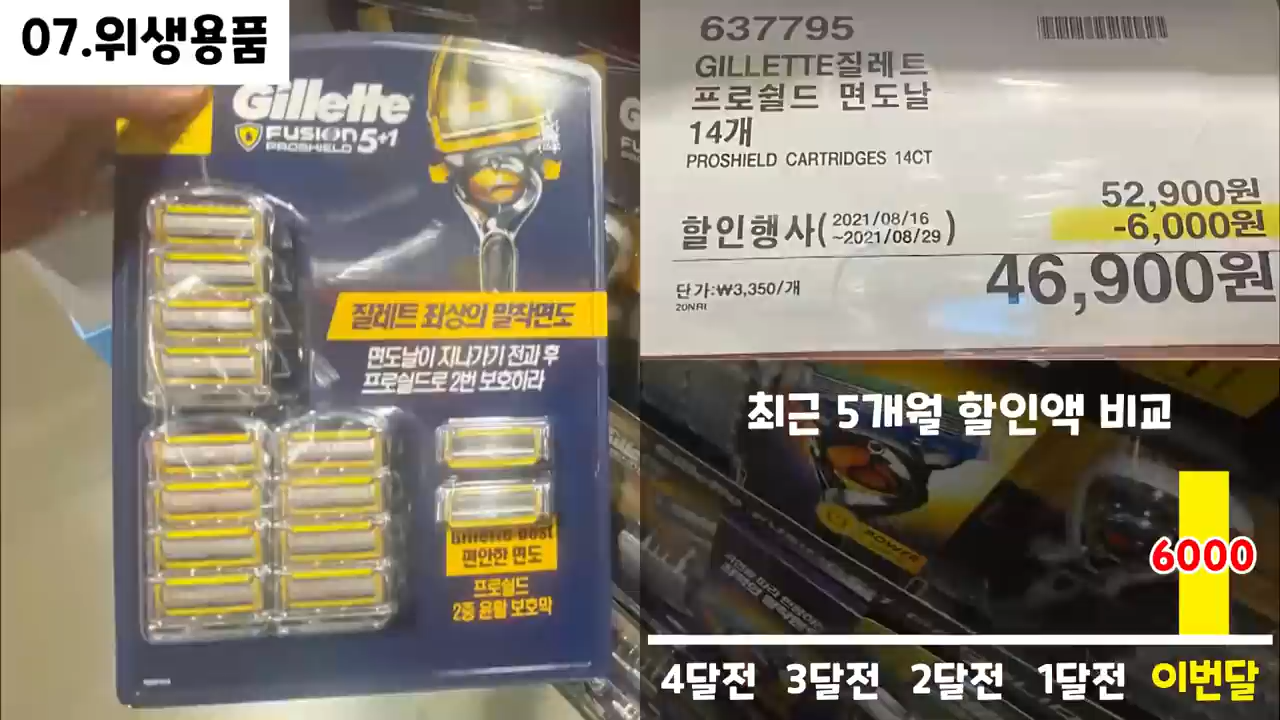 07.위생용품
Gillette
FUSION 5+1
PROSHIELD
질레트 최상의 밀착면도
면도날이 지나가기 전과 후
프로쉴드로 2번 보호하라
Gillette Best
편안한 면도
프로쉴드
2중 윤활 보호막
637795
GILLETTE질레트
프로쉴드 면도날
14개
PROSHIELD CARTRIDGES 14CT
52,900원
할인행사(2021/08/16
~2021/08/29)
-6,000원
46,900원
단가:₩3,350/개
20NRI
최근 5개월 할인액 비교
POWER
6000
4달전 3달전 2달전 1달전 이번달